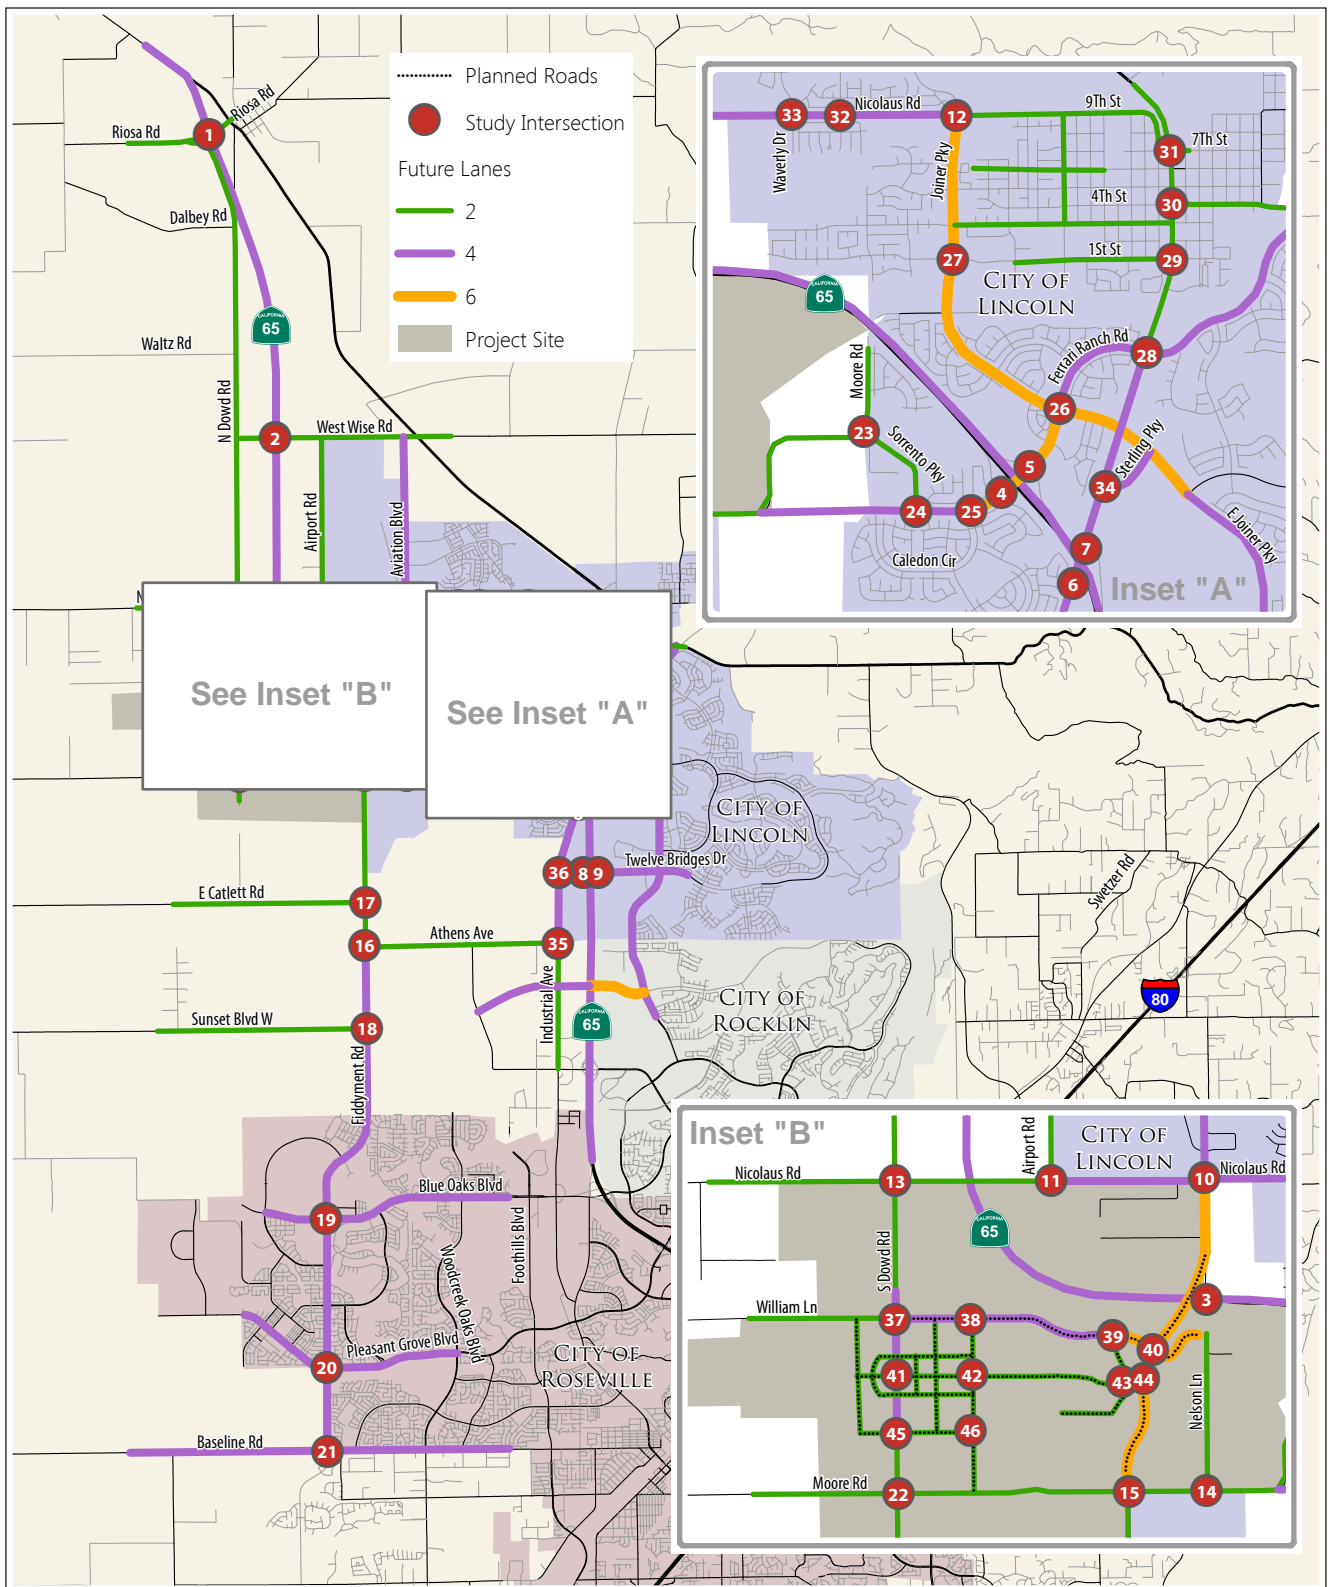 Planned Roads
Study Intersection
Future Lanes
2
4
6
Project Site
Riosa Rd
Riosa Rd
1
Dalbey Rd
CALIFORNIA
65
Waltz Rd
N Dowd Rd
West Wise Rd
2
Airport Rd
Aviation Blvd
N
See Inset "B"
See Inset "A"
33
32
Nicolaus Rd
12
9Th St
31
7Th St
Waverly Dr
Joiner Pky
4Th St
30
27
1St St
29
CITY OF
LINCOLN
CALIFORNIA
65
Moore Rd
Ferrari Ranch Rd
28
26
23
Sorrento Pky
Sterling Pky
5
4
34
24
25
E Joiner Pky
Caledon Cir
7
6
Inset "A"
CITY OF
LINCOLN
Twelve Bridges Dr
36
8
9
E Catlett Rd
17
Athens Ave
16
35
Swetzer Rd
Industrial Ave
CITY OF
ROCKLIN
80
CALIFORNIA
65
Sunset Blvd W
18
Fiddyment Rd
Blue Oaks Blvd
19
Foothills Blvd
Woodcreek Oaks Blvd
Pleasant Grove Blvd
20
CITY OF
ROSEVILLE
Baseline Rd
21
Inset "B"
Airport Rd
CITY OF
LINCOLN
Nicolaus Rd
13
11
10
Nicolaus Rd
CALIFORNIA
65
S Dowd Rd
3
William Ln
37
38
39
40
41
42
43
44
Nelson Ln
45
46
Moore Rd
22
15
14